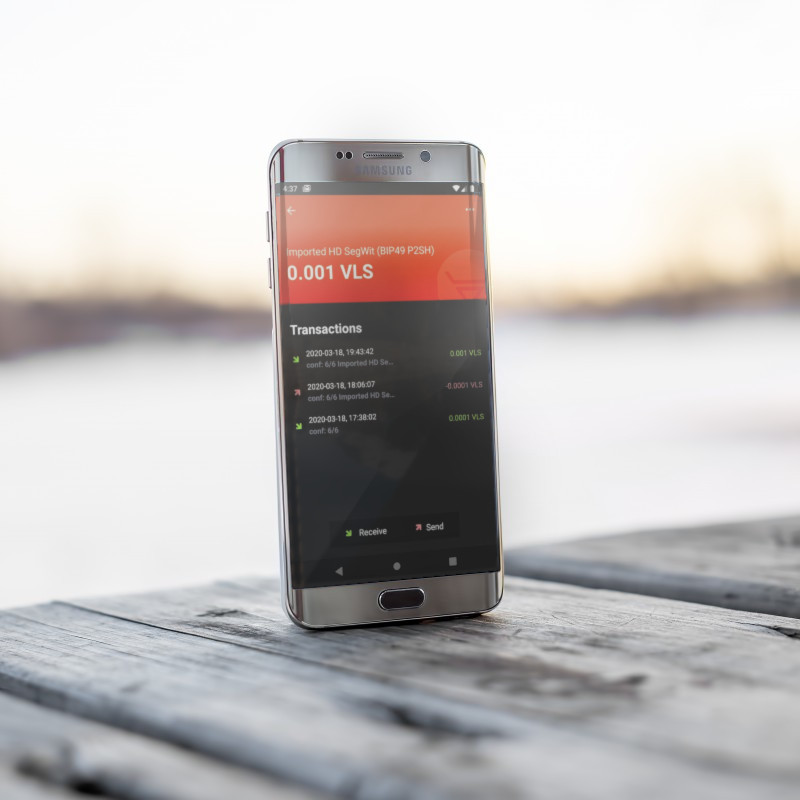 SAMSUNG
4:37
Imported HD SegWit (BIP49 P2SH)
0.001 VLS
Transactions
2020-03-18, 19:43:42 0.001 VLS
conf: 6/6 Imported HD Se...
2020-03-18, 18:06:07 -0.0001 VLS
conf: 6/6 Imported HD Se...
2020-03-18, 17:38:02 0.0001 VLS
conf: 6/6
Receive Send